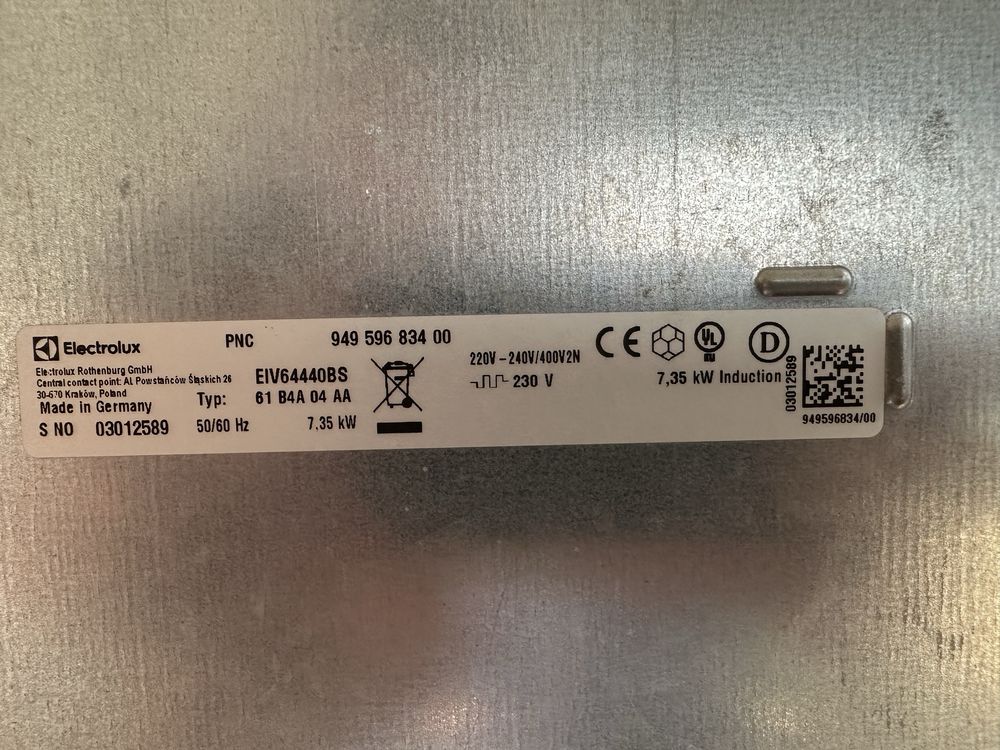 Electrolux
Electrolux Rothenburg GmbH
Central contact point: Al. Powstańców Śląskich 26
30-570 Kraków, Poland
Made in Germany
S NO 03012589
PNC 949 596 834 00
EIV64440BS
Typ: 61 B4A 04 AA
50/60 Hz 7,35 kW
220V-240V/400V2N
230 V
CE
UL
D
7,35 kW Induction
03012589
949596834/00